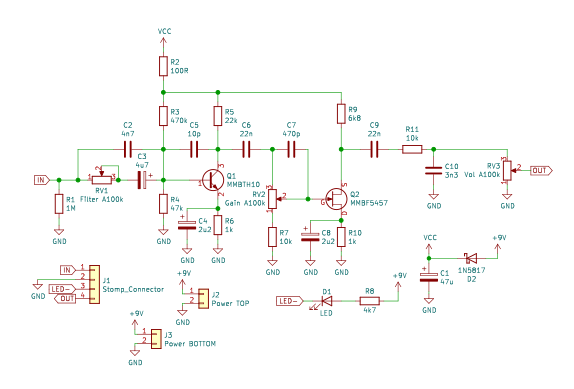 VCC
R2
100R
R3
470k
R5
22k
R9
6k8
C2
4n7
C5
10p
C6
22n
C7
470p
C9
22n
R11
10k
C3
4u7
IN
1
2
3
RV1
Filter A100k
R1
1M
GND
R4
47k
GND
1
3
2
Q1
MMBTH10
C4
2u2
GND
R6
1k
GND
1
2
3
RV2
Gain A100k
R7
10k
GND
G
S
D
Q2
MMBF5457
C8
2u2
GND
R10
1k
GND
C10
3n3
GND
1
2
3
RV3
Vol A100k
OUT
GND
VCC
+9V
1N5817
D2
C1
47u
GND
IN
GND
LED-
OUT
1
2
3
4
J1
Stomp_Connector
+9V
1
2
J2
Power TOP
GND
LED-
D1
LED
R8
4k7
+9V
+9V
1
2
J3
Power BOTTOM
GND